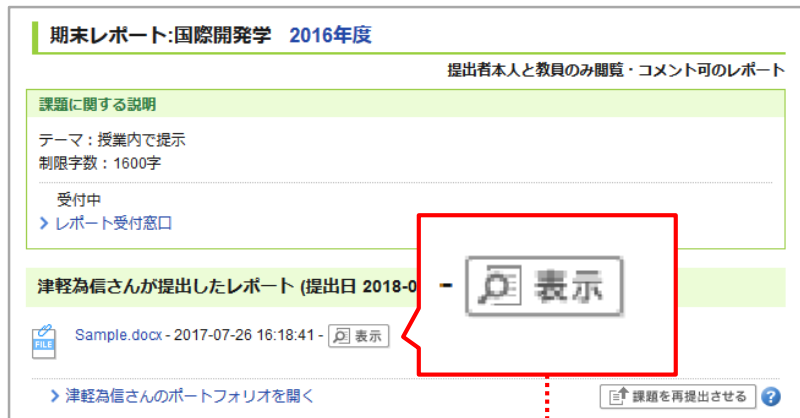 期末レポート:国際開発学 2016年度
提出者本人と教員のみ閲覧・コメント可のレポート
課題に関する説明
テーマ：授業内で提示
制限字数：1600字
受付中
レポート受付窓口
津軽為信さんが提出したレポート (提出日 2018-0
- 表示
FILE Sample.docx - 2017-07-26 16:18:41 - 表示
津軽為信さんのポートフォリオを開く
課題を再提出させる ?